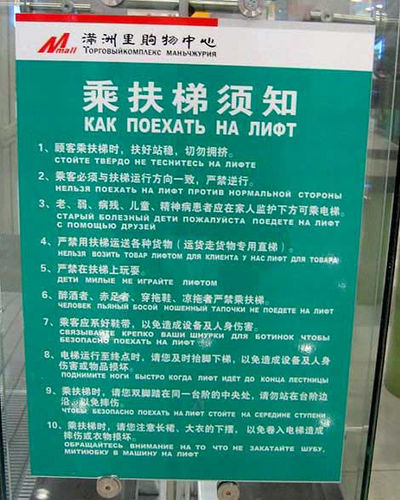 Mmall 满洲里购物中心
ТОРГОВЫЙКОМПЛЕКС МАНЬЧЖУРИЯ
乘扶梯须知
КАК ПОЕХАТЬ НА ЛИФТ
1、顾客乘扶梯时，扶好站稳，切勿拥挤。
СТОЙТЕ ТВЁРДО НЕ ТЕСНИТЕСЬ НА ЛИФТЕ
2、乘客必须与扶梯运行方向一致，严禁逆行。
НЕЛЬЗЯ ПОЕХАТЬ НА ЛИФТ ПРОТИВ НОРМАЛЬНОЙ СТОРОНЫ
3、老、弱、病残、儿童、精神病患者应在家人监护下方可乘电梯。
СТАРЫЙ БОЛЕЗНЫЙ ДЕТИ ПОЖАЛУЙСТА ПОЕДЕТЕ НА ЛИФТ
С ПОМОЩЬЮ ДРУЗЕЙ
4、严禁用扶梯运送各种货物（运货走货物专用直梯）。
НЕЛЬЗЯ ВОЗИТЬ ТОВАР ЛИФТОМ ДЛЯ КЛИЕНТА У НАС ЛИФТ ДЛЯ ТОВАРА
5、严禁在扶梯上玩耍。
ДЕТИ МИЛЫЕ НЕ ИГРАЙТЕ ЛИФТОМ
6、醉酒者、赤足者、穿拖鞋、凉拖者严禁乘扶梯。
ЧЕЛОВЕК ПЬЯНЫЙ БОСОЙ НОШЕННЫЙ ТАПОЧКИ НЕ ПОЕДЕТЕ НА ЛИФТ
7、乘客应系好鞋带，以免造成设备及人身伤害。
СВЯЗЫВАЙТЕ КРЕПКО ВАШИ ШНУРКИ ДЛЯ БОТИНОК ЧТОБЫ
БЕЗОПАСНО ПОЕХАТЬ НА ЛИФТ
8、电梯运行至终点时，请您及时抬脚下梯，以免造成设备及人身
伤害或物品损坏。
ПОДНИМИТЕ НОГИ БЫСТРО КОГДА ЛИФТ ИДЁТ ДО КОНЦА ЛЕСТНИЦЫ
9、乘扶梯时，请您双脚踏在同一台阶的中央处，请勿站在台阶边
沿，以免摔伤。
ЧТОБЫ БЕЗОПАСНО ПОЕХАТЬ НА ЛИФТ СТОЙТЕ НА СЕРЕДИНЕ СТУПЕНИ
10、乘扶梯时，请您注意长裙、大衣的下摆，以免卷入电梯造成
摔伤或衣物损坏。
ОБРАЩАЙТЕСЬ ВНИМАНИЕ НА ТО ЧТО НЕ ЗАКАТАЙТЕ ШУБУ,
МИТИЮБКУ В МАШИНУ НА ЛИФТ